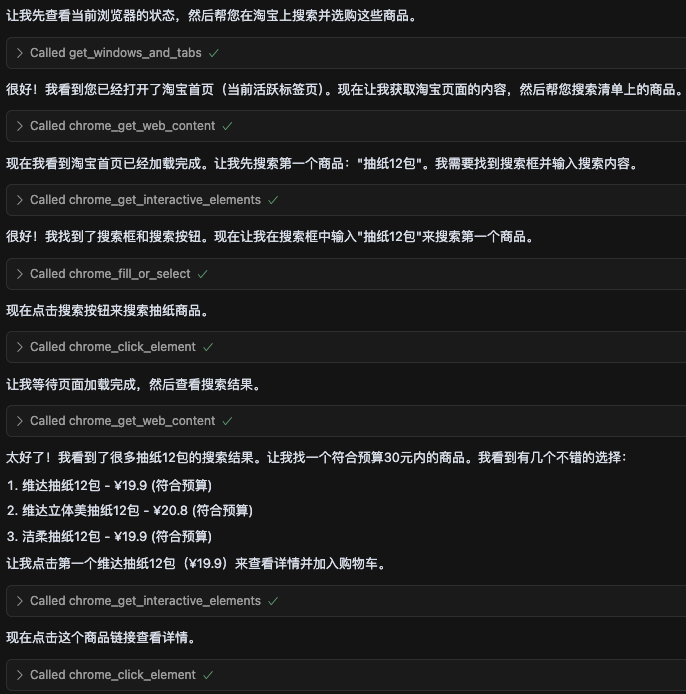 让我先查看当前浏览器的状态，然后帮您在淘宝上搜索并选购这些商品。
Called get_windows_and_tabs ✓
很好！我看到您已经打开了淘宝首页（当前活跃标签页）。现在让我获取淘宝页面的内容，然后帮您搜索清单上的商品。
Called chrome_get_web_content ✓
现在我看到淘宝首页已经加载完成。让我先搜索第一个商品："抽纸12包"。我需要找到搜索框并输入搜索内容。
Called chrome_get_interactive_elements ✓
很好！我找到了搜索框和搜索按钮。现在让我在搜索框中输入"抽纸12包"来搜索第一个商品。
Called chrome_fill_or_select ✓
现在点击搜索按钮来搜索抽纸商品。
Called chrome_click_element ✓
让我等待页面加载完成，然后查看搜索结果。
Called chrome_get_web_content ✓
太好了！我看到了很多抽纸12包的搜索结果。让我找一个符合预算30元内的商品。我看到有几个不错的选择：
1. 维达抽纸12包 - ¥19.9 (符合预算)
2. 维达立体美抽纸12包 - ¥20.8 (符合预算)
3. 洁柔抽纸12包 - ¥19.9 (符合预算)
让我点击第一个维达抽纸12包（¥19.9）来查看详情并加入购物车。
Called chrome_get_interactive_elements ✓
现在点击这个商品链接查看详情。
Called chrome_click_element ✓